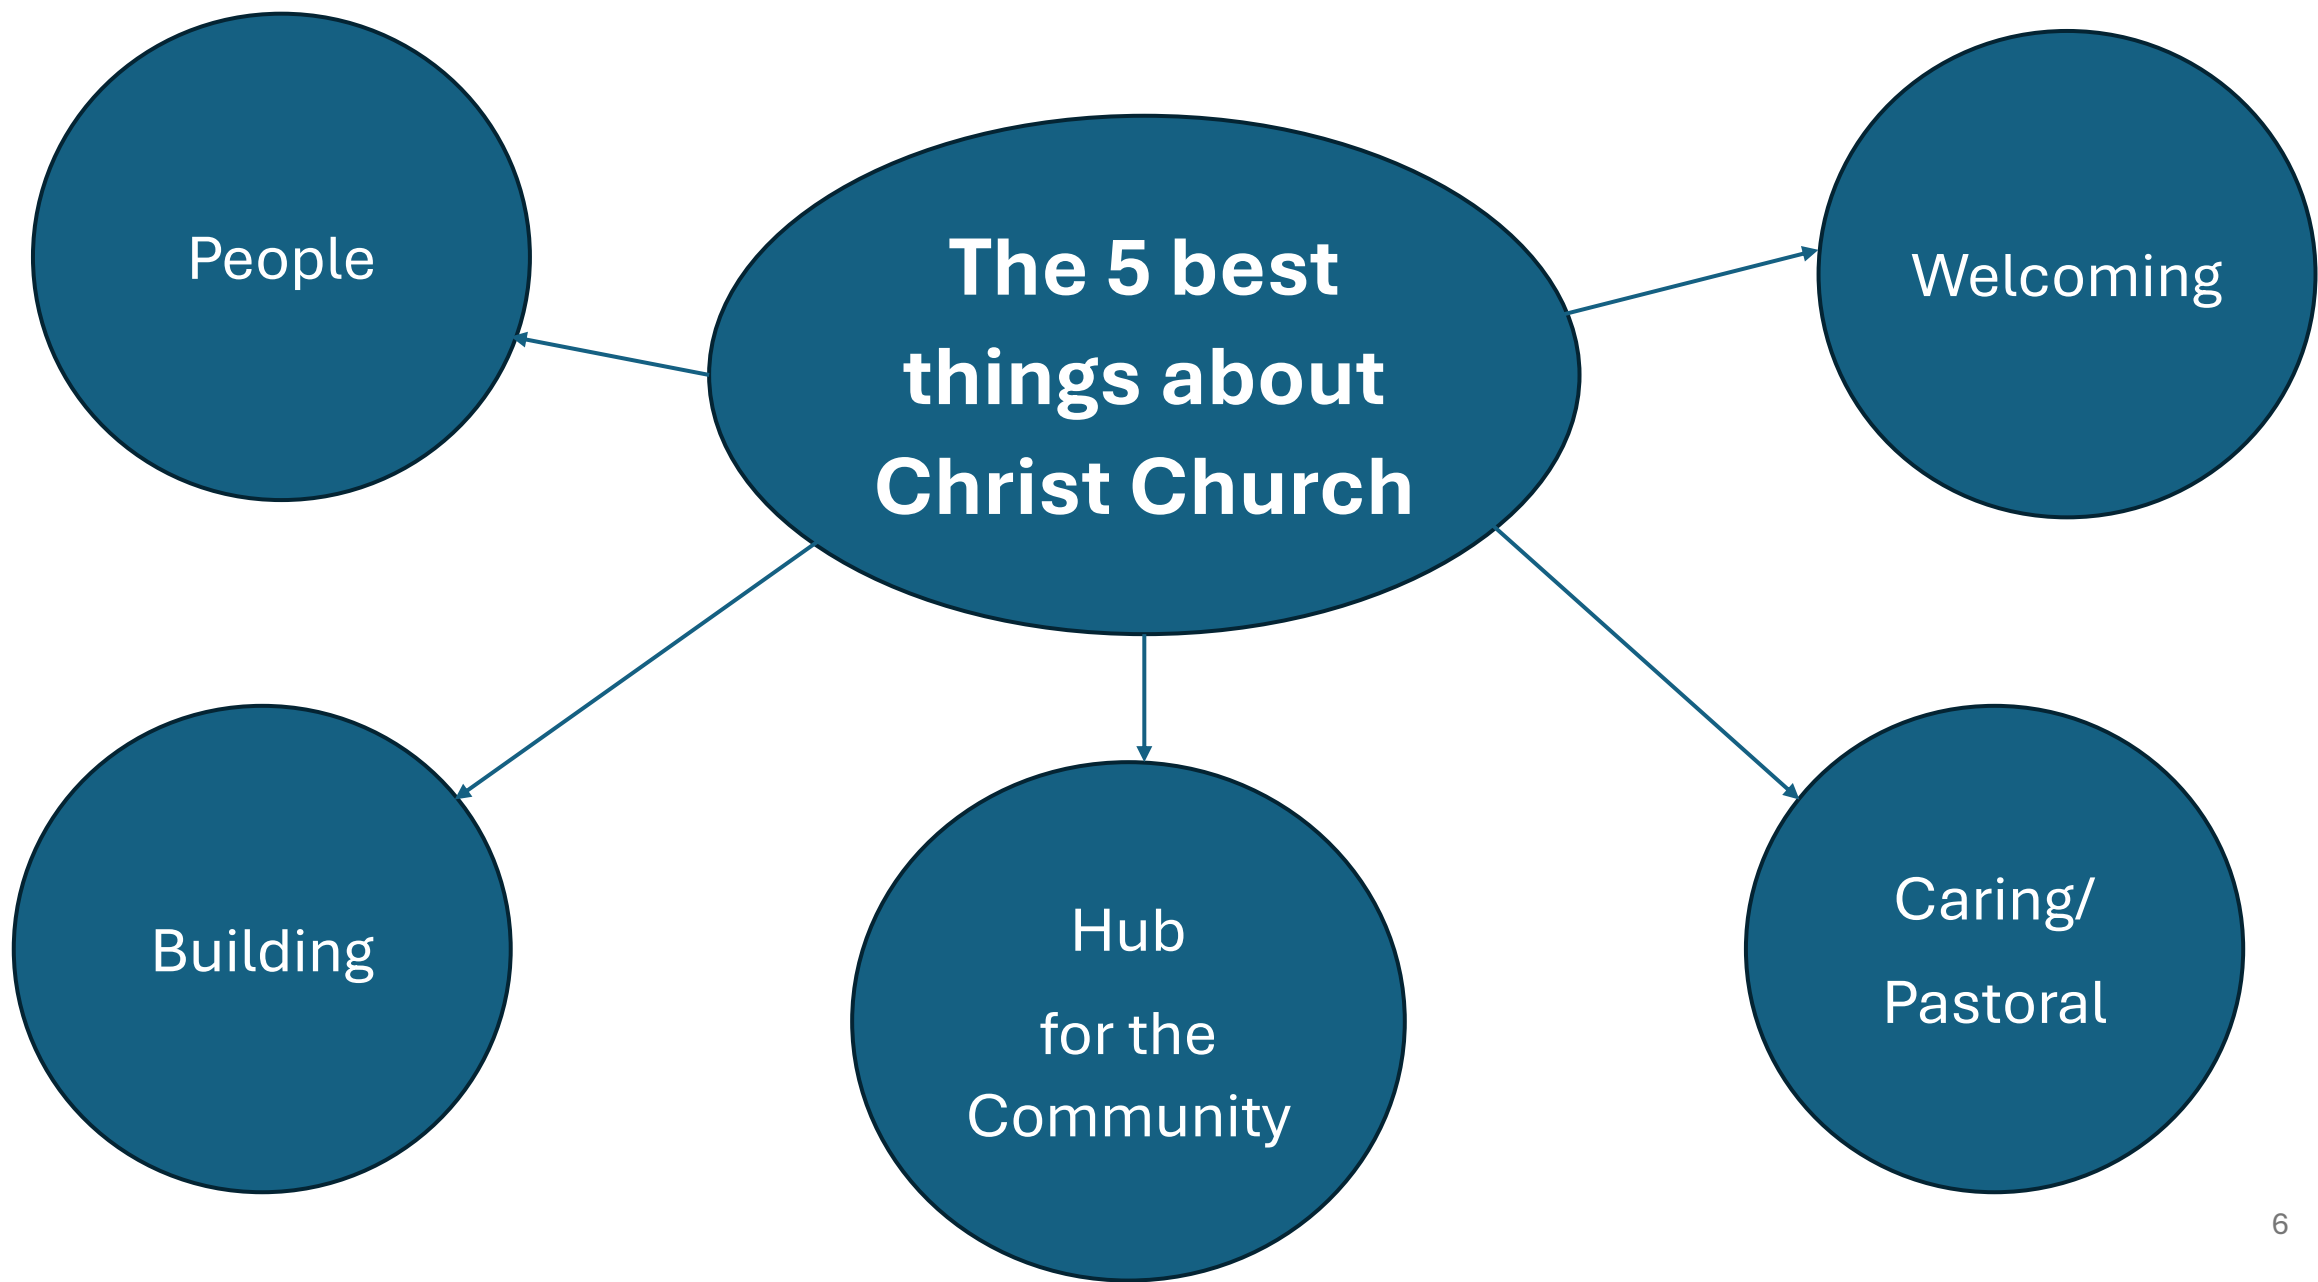 People
The 5 best
things about
Christ Church
Welcoming
Building
Hub
for the
Community
Caring/
Pastoral
6